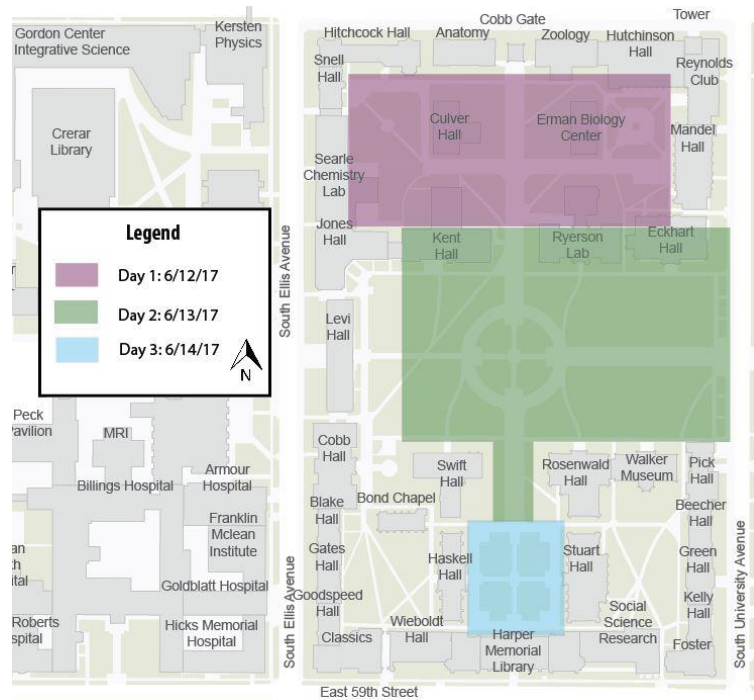 Gordon Center
Integrative Science
Kersten
Physics
Crerar
Library
Hitchcock Hall
Anatomy
Cobb Gate
Zoology
Hutchinson
Hall
Tower
Reynolds
Club
Snell
Hall
Culver
Hall
Erman Biology
Center
Mandel
Hall
Searle
Chemistry
Lab
Jones
Hall
Kent
Hall
Ryerson
Lab
Eckhart
Hall
Legend
Day 1: 6/12/17
Day 2: 6/13/17
Day 3: 6/14/17
N
South Ellis Avenue
Levi
Hall
Peck
Pavilion
MRI
Billings Hospital
Armour
Hospital
Franklin
Mclean
Institute
Goldblatt Hospital
Roberts
Hicks Memorial
Hospital
South Ellis Avenue
Cobb
Hall
Swift
Hall
Rosenwald
Hall
Walker
Museum
Pick
Hall
Bond Chapel
Blake
Hall
Beecher
Hall
Gates
Hall
Haskell
Hall
Stuart
Hall
Green
Hall
Goodspeed
Hall
Kelly
Hall
Classics
Wieboldt
Hall
Harper
Memorial
Library
Social
Science
Research
Foster
South University Avenue
East 59th Street